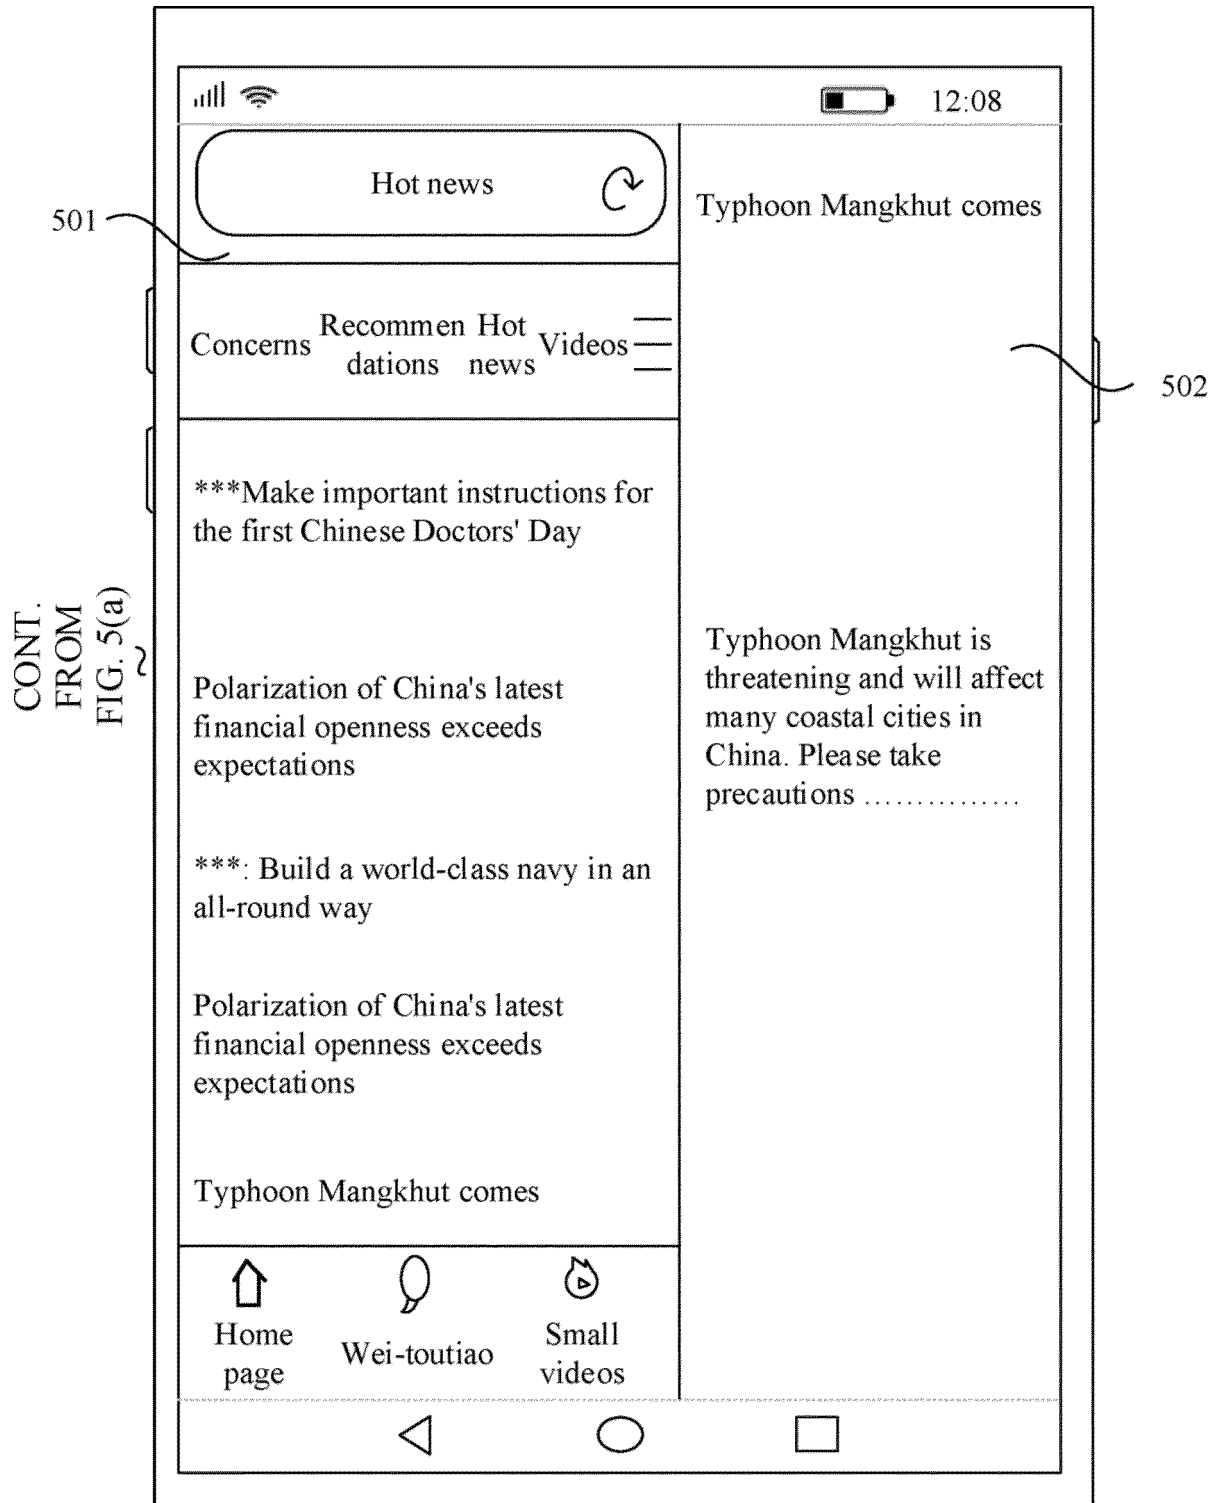 12:08
Hot news
501
Concerns
Recommen
dations
Hot
news
Videos
***Make important instructions for
the first Chinese Doctors' Day
Polarization of China's latest
financial openness exceeds
expectations
***: Build a world-class navy in an
all-round way
Polarization of China's latest
financial openness exceeds
expectations
Typhoon Mangkhut comes
Home
page
Wei-toutiao
Small
videos
Typhoon Mangkhut comes
502
Typhoon Mangkhut is
threatening and will affect
many coastal cities in
China. Please take
precautions ...............
CONT.
FROM
FIG. 5(a)